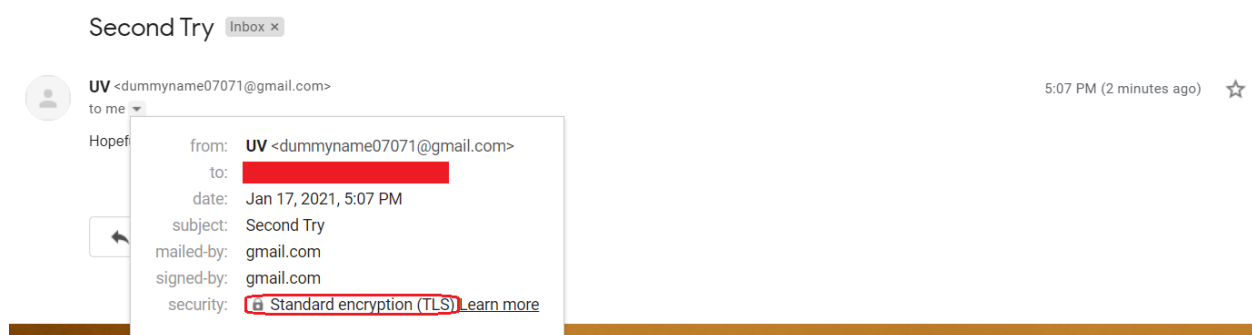 Second Try Inbox ×
UV <dummyname07071@gmail.com> 5:07 PM (2 minutes ago)
to me
Hopef
from: UV <dummyname07071@gmail.com>
to:
date: Jan 17, 2021, 5:07 PM
subject: Second Try
mailed-by: gmail.com
signed-by: gmail.com
security: Standard encryption (TLS) Learn more